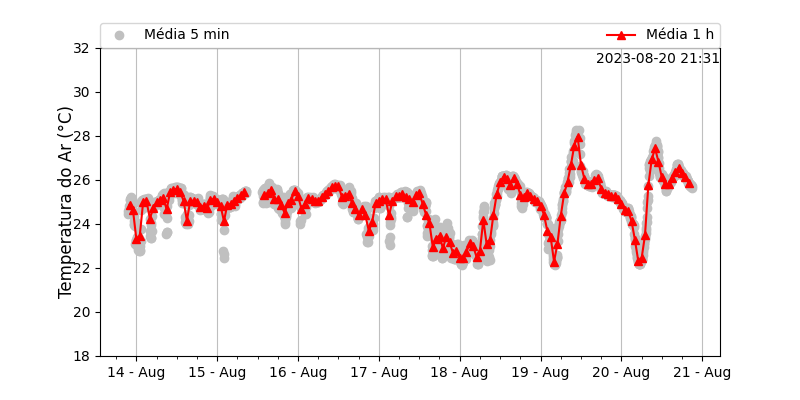 Média 5 min
Média 1 h
2023-08-20 21:31
Temperatura do Ar (°C)
32
30
28
26
24
22
20
18
14 - Aug
15 - Aug
16 - Aug
17 - Aug
18 - Aug
19 - Aug
20 - Aug
21 - Aug